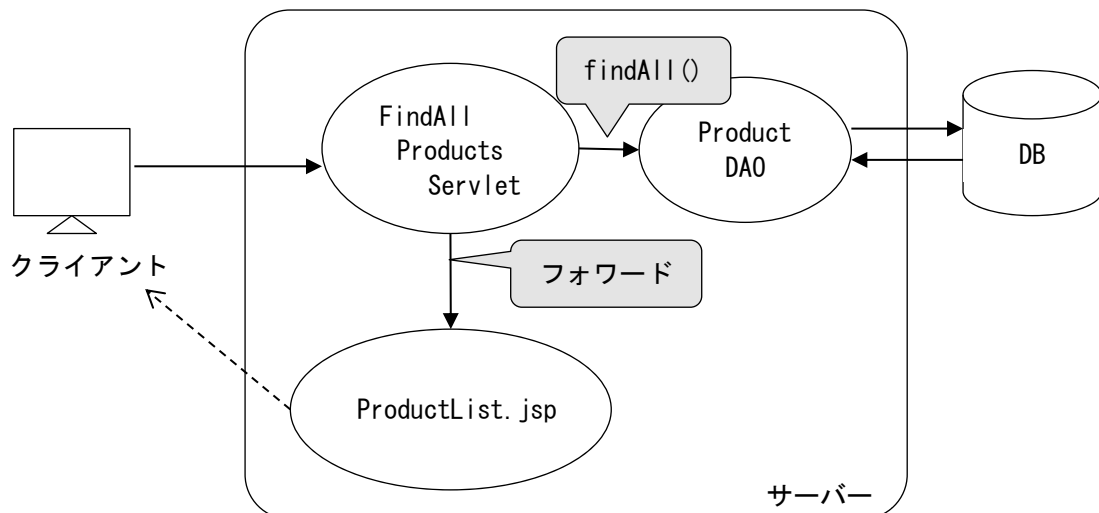 findAll()
FindAll
Products
Servlet
Product
DAO
DB
クライアント
フォワード
ProductList.jsp
サーバー